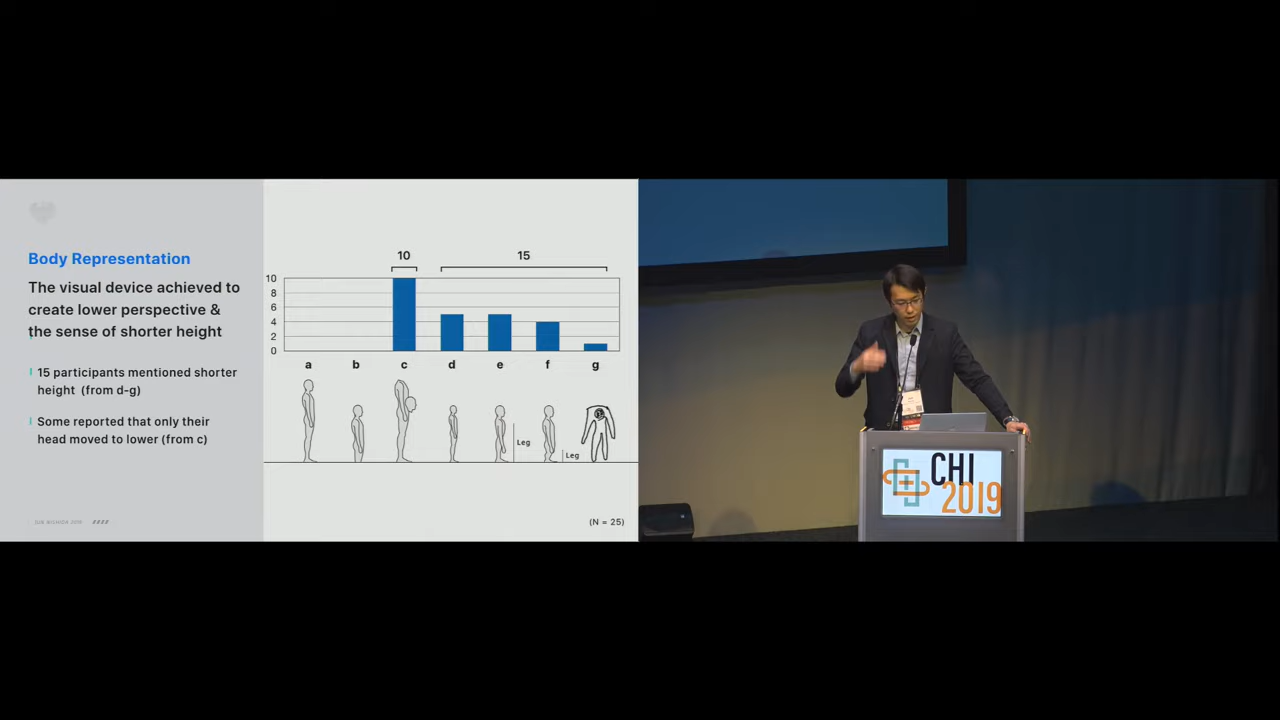 Body Representation
The visual device achieved to
create lower perspective &
the sense of shorter height
15 participants mentioned shorter
height (from d-g)
Some reported that only their
head moved to lower (from c)
10
15
10
8
6
4
2
0
a b c d e f g
Leg
Leg
(N = 25)
CHI
2019